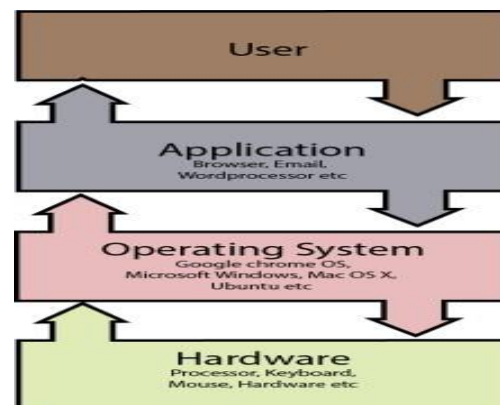 User
Application
Browser, Email,
Wordprocessor etc
Operating System
Google chrome OS,
Microsoft Windows, Mac OS X,
Ubuntu etc
Hardware
Processor, Keyboard,
Mouse, Hardware etc